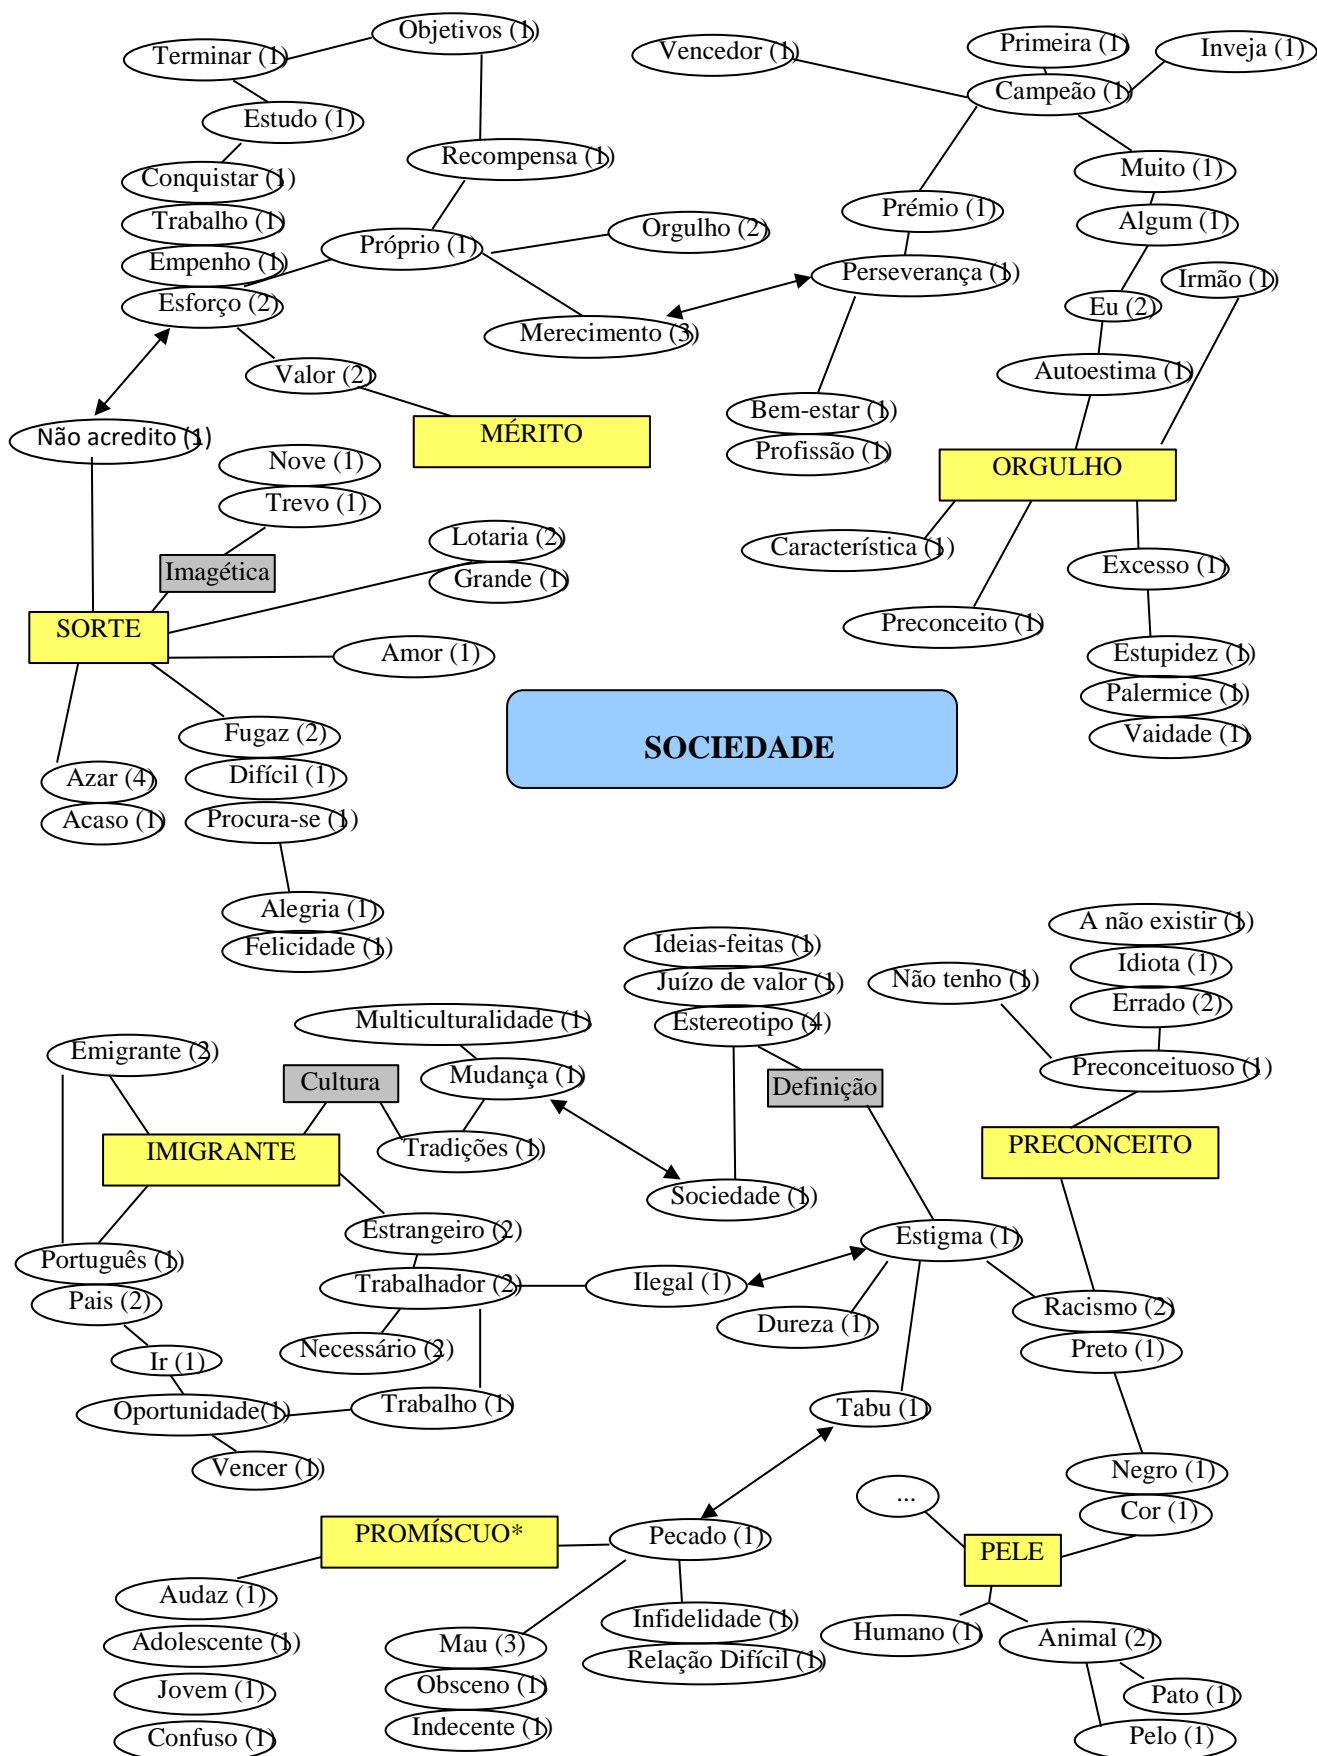 Objetivos (1)
Terminar (1)
Vencedor (1)
Primeira (1)
Inveja (1)
Campeão (1)
Estudo (1)
Recompensa (1)
Conquistar (1)
Muito (1)
Trabalho (1)
Prémio (1)
Algum (1)
Orgulho (2)
Próprio (1)
Empenho (1)
Perseverança (1)
Irmão (1)
Esforço (2)
Eu (2)
Merecimento (3)
Valor (2)
Autoestima (1)
Não acredito (1)
MÉRITO
Bem-estar (1)
Nove (1)
Profissão (1)
ORGULHO
Trevo (1)
Lotaria (2)
Característica (1)
Imagética
Grande (1)
Excesso (1)
SORTE
Preconceito (1)
Amor (1)
Estupidez (1)
Palermice (1)
Fugaz (2)
Vaidade (1)
SOCIEDADE
Azar (4)
Difícil (1)
Acaso (1)
Procura-se (1)
Alegria (1)
A não existir (1)
Felicidade (1)
Ideias-feitas (1)
Idiota (1)
Juízo de valor (1)
Não tenho (1)
Errado (2)
Multiculturalidade (1)
Estereotipo (4)
Emigrante (2)
Cultura
Mudança (1)
Definição
Preconceituoso (1)
IMIGRANTE
Tradições (1)
PRECONCEITO
Sociedade (1)
Estrangeiro (2)
Estigma (1)
Português (1)
Trabalhador (2)
Ilegal (1)
Pais (2)
Racismo (2)
Dureza (1)
Necessário (2)
Preto (1)
Ir (1)
Trabalho (1)
Oportunidade(1)
Tabu (1)
Vencer (1)
Negro (1)
...
Cor (1)
PROMÍSCUO*
Pecado (1)
PELE
Audaz (1)
Infidelidade (1)
Adolescente (1)
Mau (3)
Humano (1)
Animal (2)
Relação Difícil (1)
Jovem (1)
Obsceno (1)
Pato (1)
Confuso (1)
Indecente (1)
Pelo (1)